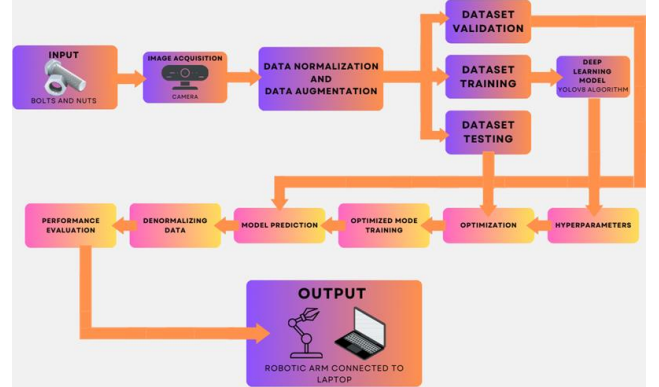 INPUT
BOLTS AND NUTS
IMAGE ACQUISITION
CAMERA
DATA NORMALIZATION
AND
DATA AUGMENTATION
DATASET
VALIDATION
DATASET
TRAINING
DATASET
TESTING
DEEP
LEARNING
MODEL
YOLOV8 ALGORITHM
PERFORMANCE
EVALUATION
DENORMALIZING
DATA
MODEL PREDICTION
OPTIMIZED MODE
TRAINING
OPTIMIZATION
HYPERPARAMETERS
OUTPUT
ROBOTIC ARM CONNECTED TO
LAPTOP